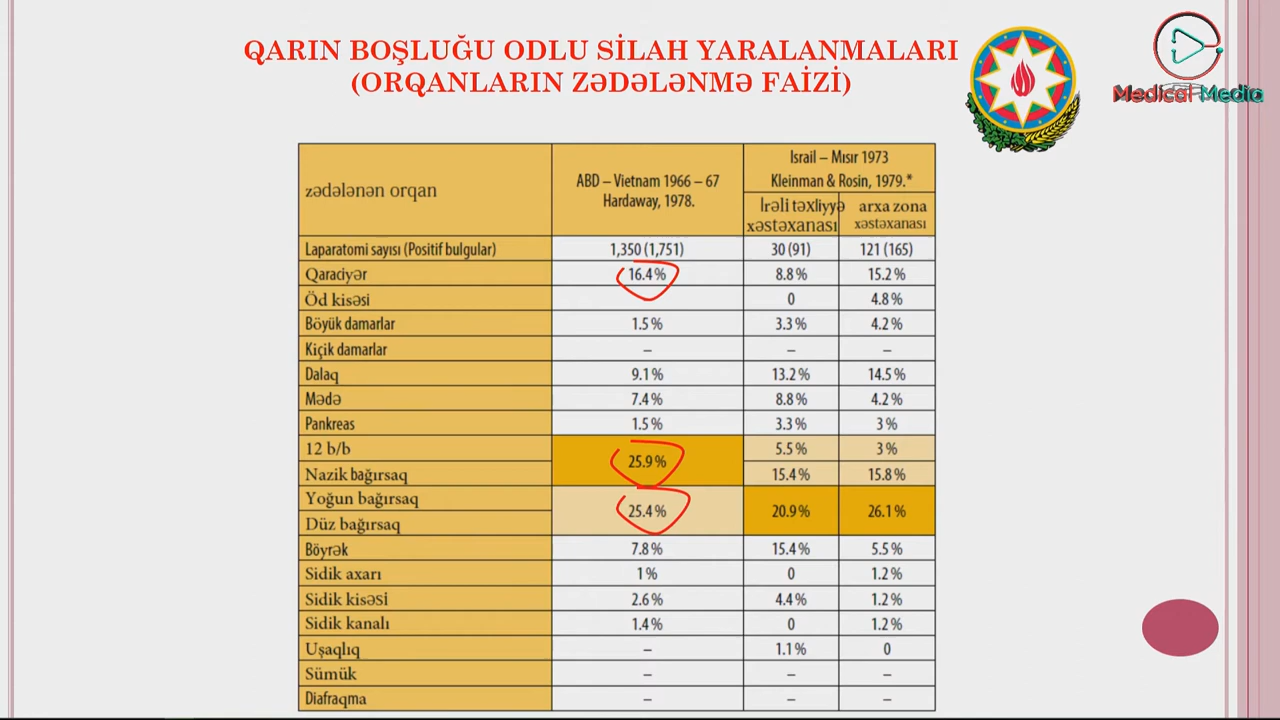 QARIN BOŞLUĞU ODLU SİLAH YARALANMALARI
(ORQANLARIN ZƏDƏLƏNMƏ FAİZİ)
Medical Media
zədələnən orqan
ABD – Vietnam 1966 – 67
Hardaway, 1978.
Israil – Mısır 1973
Kleinman & Rosin, 1979.*
İrəli təxliyyə
xəstəxanası
arxa zona
xəstəxanası
Laparatomi sayısı (Positif bulgular) 1,350 (1,751) 30 (91) 121 (165)
Qaraciyər 16.4 % 8.8 % 15.2 %
Öd kisəsi 0 4.8 %
Böyük damarlar 1.5 % 3.3 % 4.2 %
Kiçik damarlar – – –
Dalaq 9.1 % 13.2 % 14.5 %
Mədə 7.4 % 8.8 % 4.2 %
Pankreas 1.5 % 3.3 % 3 %
12 b/b 5.5 % 3 %
25.9 %
Nazik bağırsaq 15.4 % 15.8 %
Yoğun bağırsaq
25.4 % 20.9 % 26.1 %
Düz bağırsaq
Böyrək 7.8 % 15.4 % 5.5 %
Sidik axarı 1 % 0 1.2 %
Sidik kisəsi 2.6 % 4.4 % 1.2 %
Sidik kanalı 1.4 % 0 1.2 %
Uşaqlıq – 1.1 % 0
Sümük – – –
Diafraqma – – –